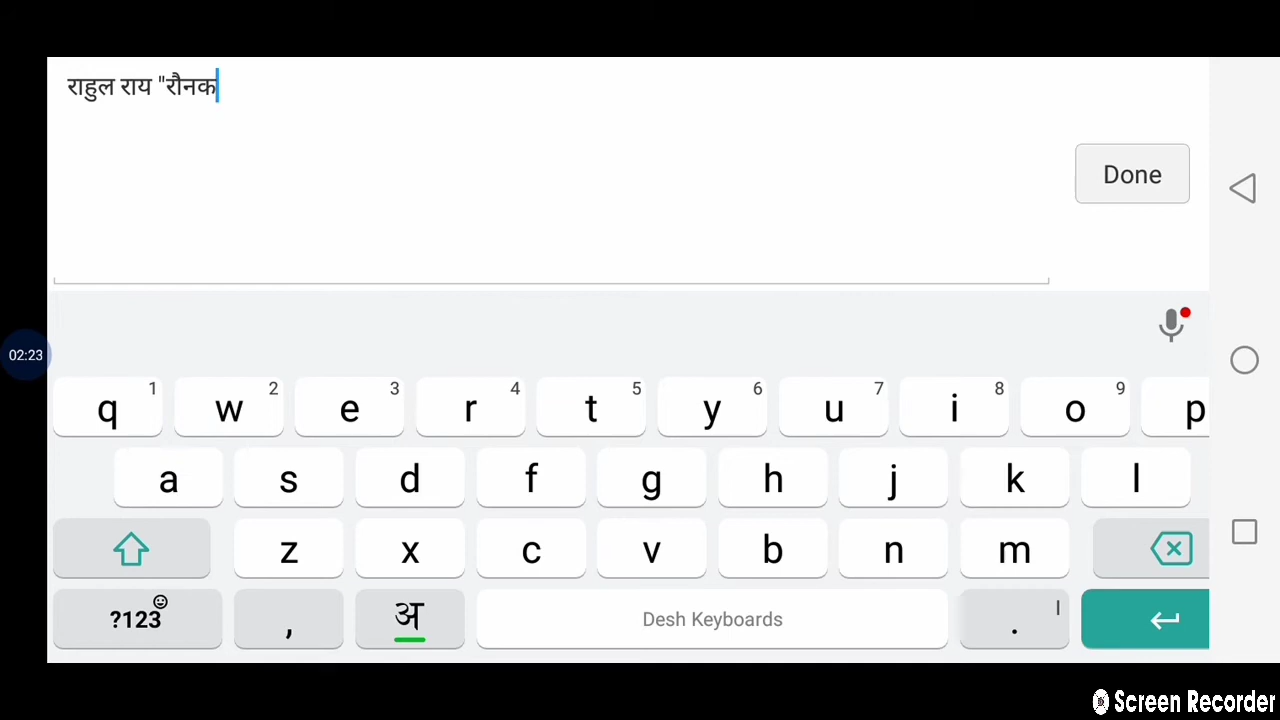 राहुल राय "रौनक
Done
02:23
q 1 w 2 e 3 r 4 t 5 y 6 u 7 i 8 o 9 p
a s d f g h j k l
z x c v b n m
?123 , अ Desh Keyboards . |
Screen Recorder